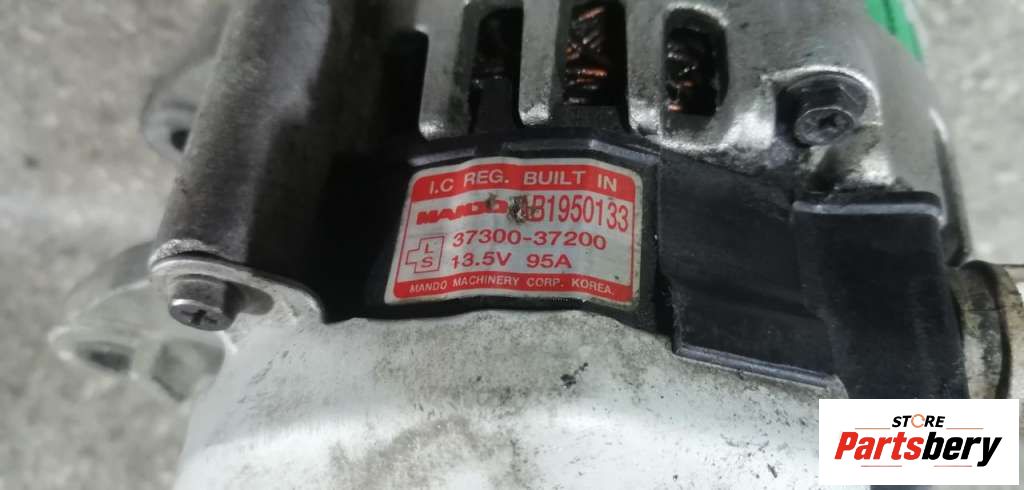 I.C REG. BUILT IN
MANDO AB1950133
37300-37200
L
S
13.5V 95A
MANDO MACHINERY CORP. KOREA.
STORE
Partsbery